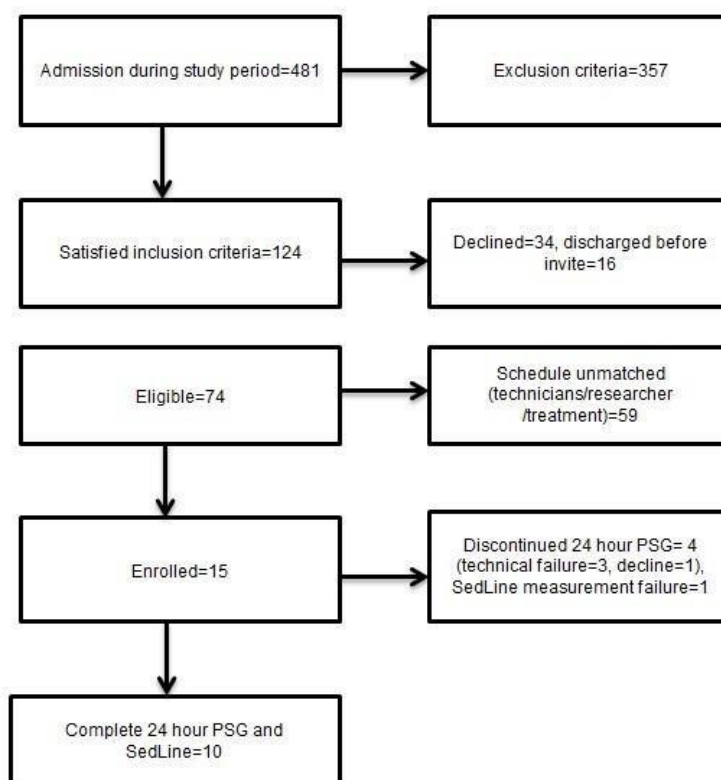 Admission during study period=481
Exclusion criteria=357
Satisfied inclusion criteria=124
Declined=34, discharged before
invite=16
Eligible=74
Schedule unmatched
(technicians/researcher
/treatment)=59
Enrolled=15
Discontinued 24 hour PSG= 4
(technical failure=3, decline=1),
SedLine measurement failure=1
Complete 24 hour PSG and
SedLine=10